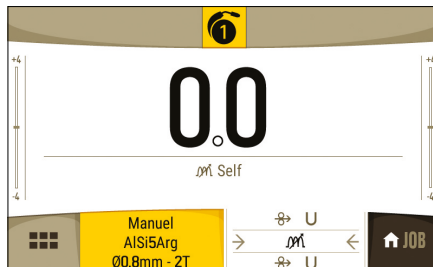 1
+4
+4
0.0
Self
-4
-4
Manuel
AlSi5Arg
Ø0.8mm - 2T
U
U
JOB